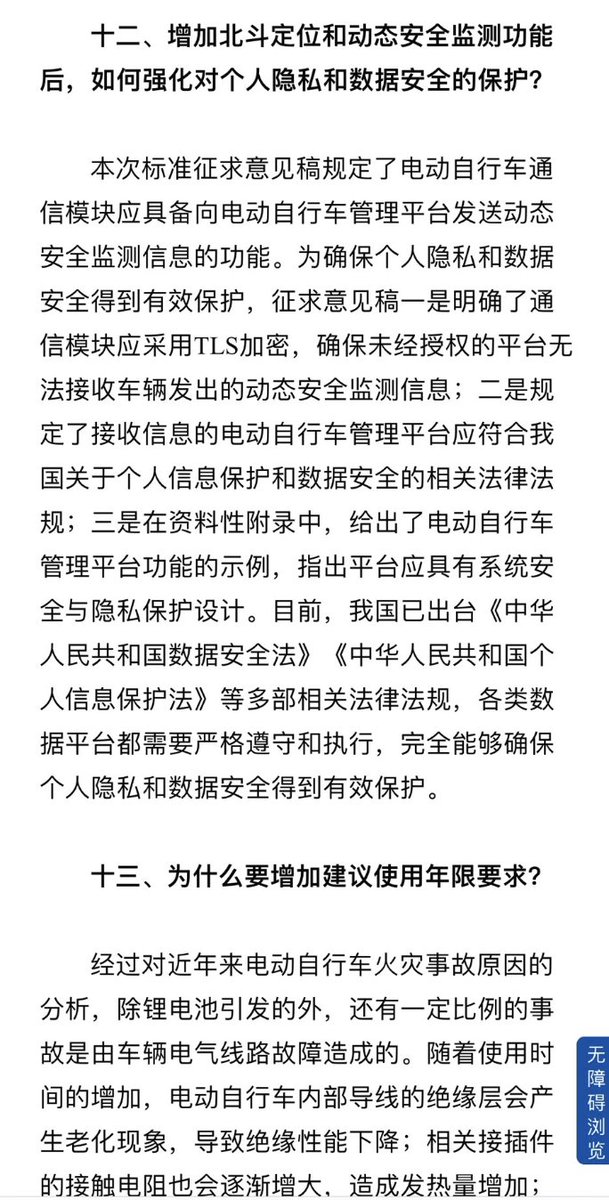 十二、增加北斗定位和动态安全监测功能
后，如何强化对个人隐私和数据安全的保护？
本次标准征求意见稿规定了电动自行车通
信模块应具备向电动自行车管理平台发送动态
安全监测信息的功能。为确保个人隐私和数据
安全得到有效保护，征求意见稿一是明确了通
信模块应采用TLS加密，确保未经授权的平台无
法接收车辆发出的动态安全监测信息；二是规
定了接收信息的电动自行车管理平台应符合我
国关于个人信息保护和数据安全的相关法律法
规；三是在资料性附录中，给出了电动自行车
管理平台功能的示例，指出平台应具有系统安
全与隐私保护设计。目前，我国已出台《中华
人民共和国数据安全法》《中华人民共和国个
人信息保护法》等多部相关法律法规，各类数
据平台都需要严格遵守和执行，完全能够确保
个人隐私和数据安全得到有效保护。
十三、为什么要增加建议使用年限要求？
经过对近年来电动自行车火灾事故原因的
分析，除锂电池引发的外，还有一定比例的事
故是由车辆电气线路故障造成的。随着使用时
间的增加，电动自行车内部导线的绝缘层会产
生老化现象，导致绝缘性能下降；相关接插件
的接触电阻也会逐渐增大，造成发热量增加；
无障碍浏览